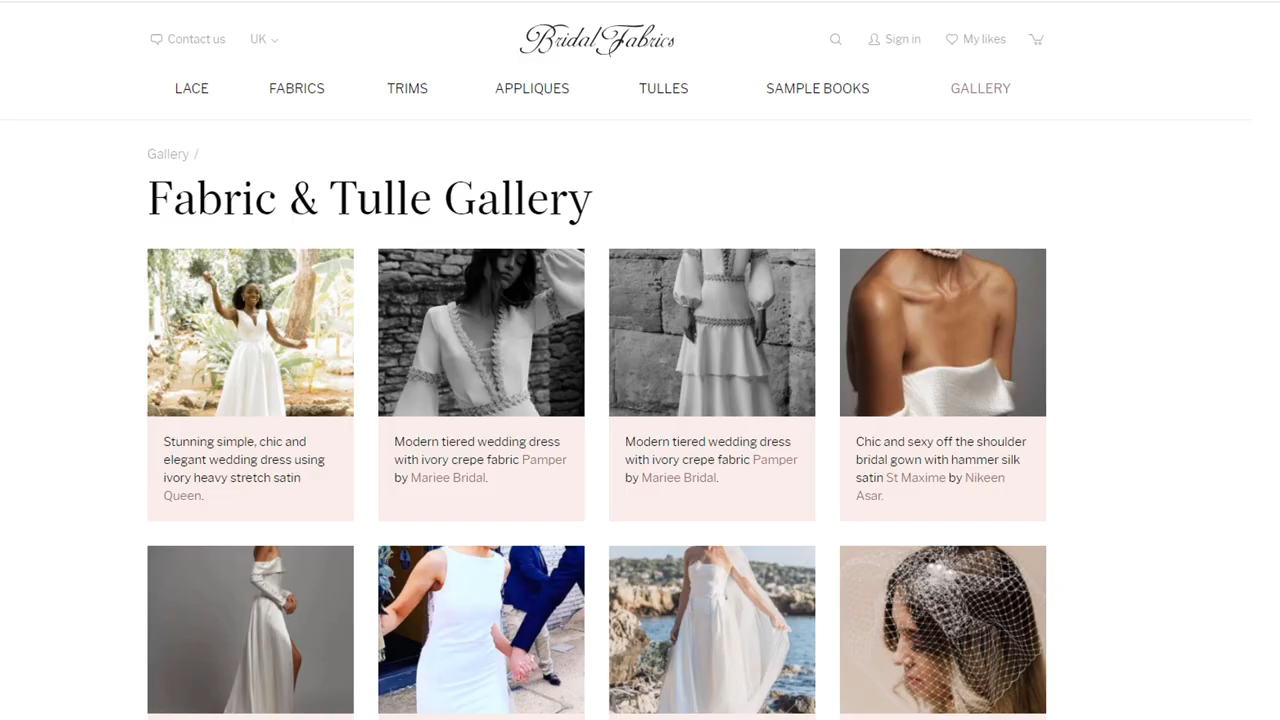 Contact us
UK
Bridal Fabrics
Sign in
My likes
LACE
FABRICS
TRIMS
APPLIQUES
TULLES
SAMPLE BOOKS
GALLERY
Gallery /
Fabric & Tulle Gallery
Stunning simple, chic and
elegant wedding dress using
ivory heavy stretch satin
Queen.
Modern tiered wedding dress
with ivory crepe fabric Pamper
by Mariee Bridal.
Modern tiered wedding dress
with ivory crepe fabric Pamper
by Mariee Bridal.
Chic and sexy off the shoulder
bridal gown with hammer silk
satin St Maxime by Nikeen
Asar.